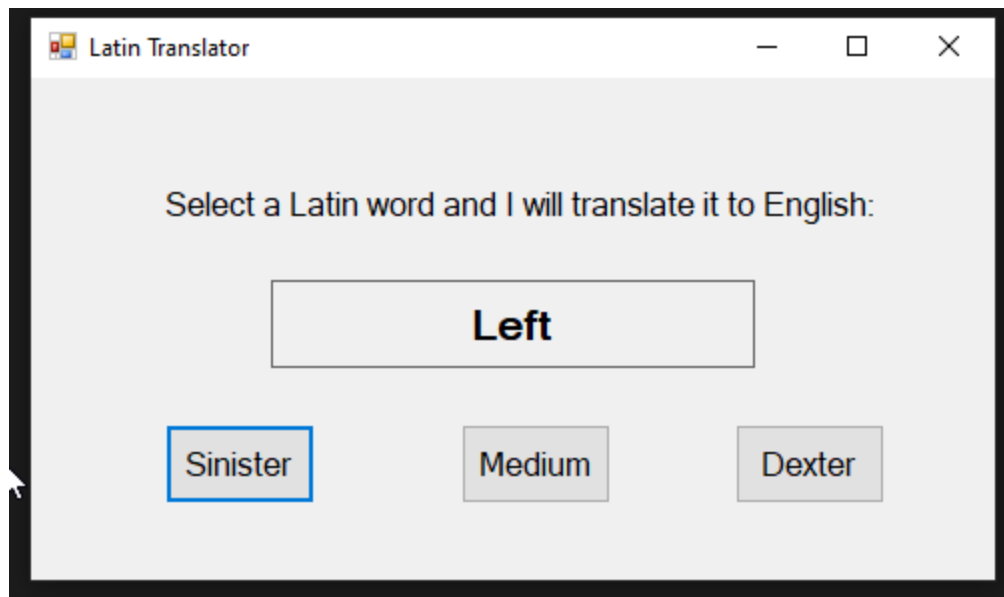 Latin Translator
Select a Latin word and I will translate it to English:
Left
Sinister Medium Dexter